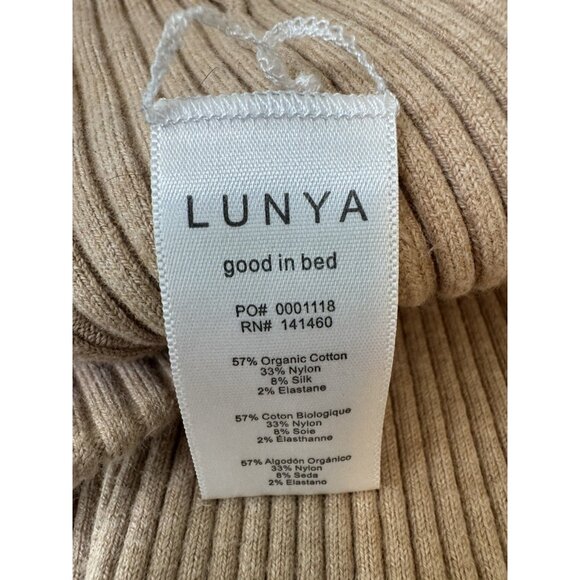 LUNYA
good in bed
PO# 0001118
RN# 141460
57% Organic Cotton
33% Nylon
8% Silk
2% Elastane
57% Coton Biologique
33% Nylon
8% Soie
2% Élasthanne
57% Algodón Orgánico
33% Nylon
8% Seda
2% Elastano